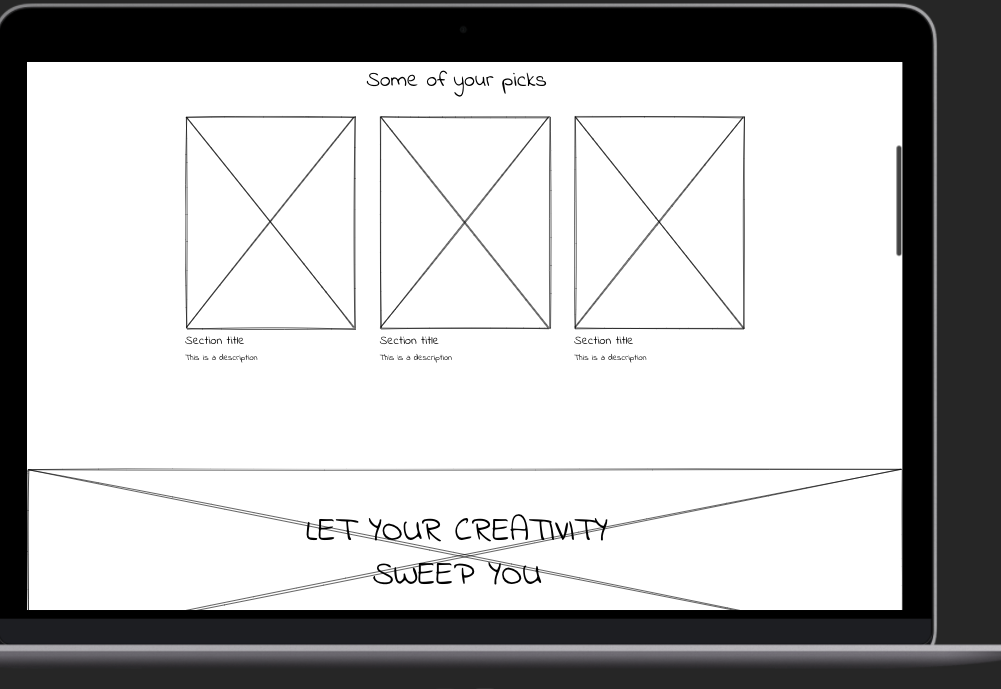 Some of your picks
Section title
This is a description
Section title
This is a description
Section title
This is a description
LET YOUR CREATIVITY
SWEEP YOU